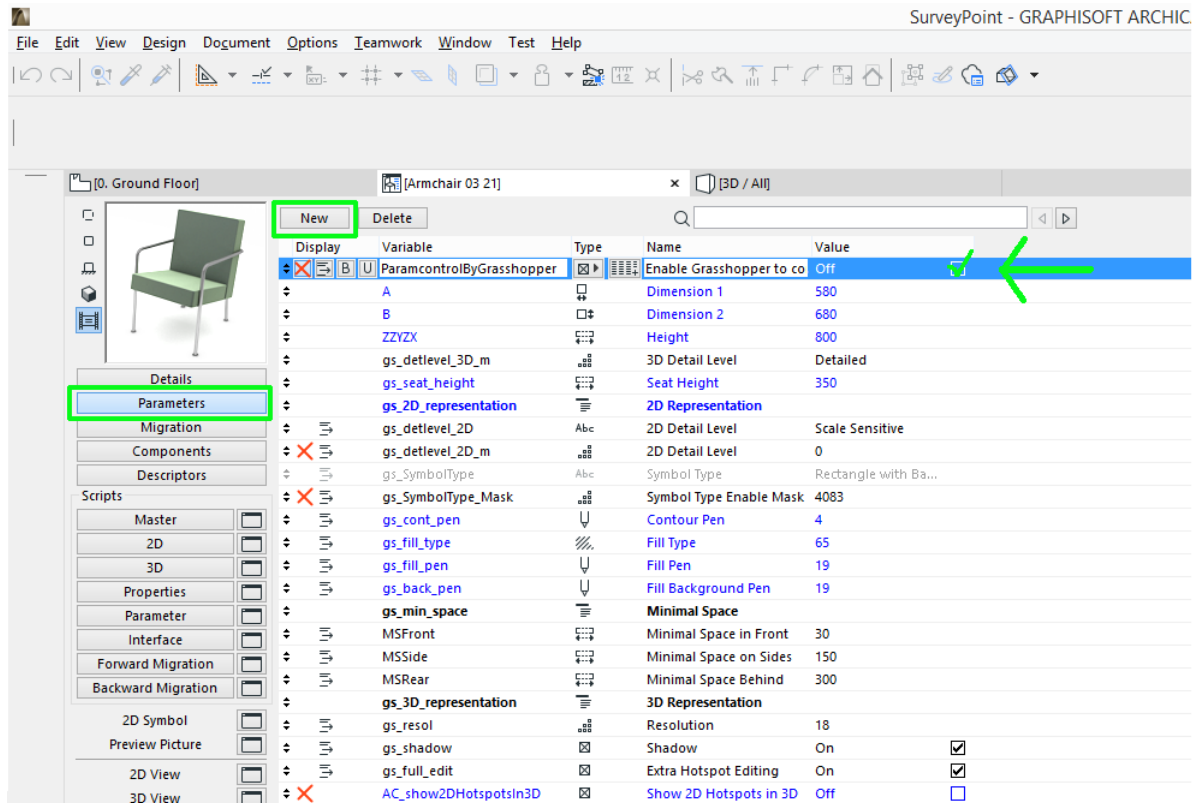 SurveyPoint - GRAPHISOFT ARCHIC
File Edit View Design Document Options Teamwork Window Test Help
[0. Ground Floor] [Armchair 03 21] × [3D / All]
New Delete
Display Variable Type Name Value
B U ParamcontrolByGrasshopper Enable Grasshopper to co Off
A Dimension 1 580
B Dimension 2 680
ZZYZX Height 800
gs_detlevel_3D_m 3D Detail Level Detailed
Details
gs_seat_height Seat Height 350
Parameters
gs_2D_representation 2D Representation
Migration
gs_detlevel_2D Abc 2D Detail Level Scale Sensitive
Components
gs_detlevel_2D_m 2D Detail Level 0
Descriptors
gs_SymbolType Abc Symbol Type Rectangle with Ba...
Scripts
gs_SymbolType_Mask Symbol Type Enable Mask 4083
Master
gs_cont_pen Contour Pen 4
2D
gs_fill_type Fill Type 65
3D
gs_fill_pen Fill Pen 19
Properties
gs_back_pen Fill Background Pen 19
Parameter
gs_min_space Minimal Space
Interface
MSFront Minimal Space in Front 30
Forward Migration
MSSide Minimal Space on Sides 150
Backward Migration
MSRear Minimal Space Behind 300
gs_3D_representation 3D Representation
2D Symbol
gs_resol Resolution 18
Preview Picture
gs_shadow Shadow On
2D View
gs_full_edit Extra Hotspot Editing On
3D View
AC_show2DHotspotsIn3D Show 2D Hotspots in 3D Off